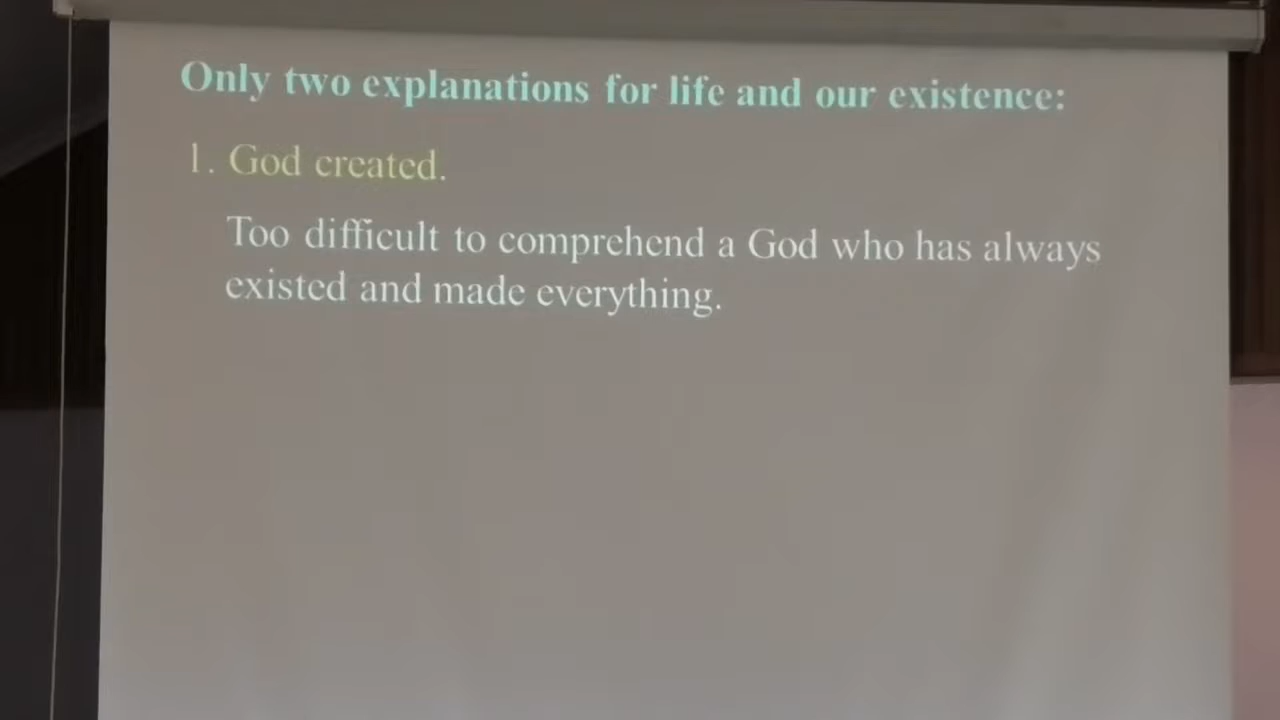 Only two explanations for life and our existence:
1. God created.
Too difficult to comprehend a God who has always
existed and made everything.